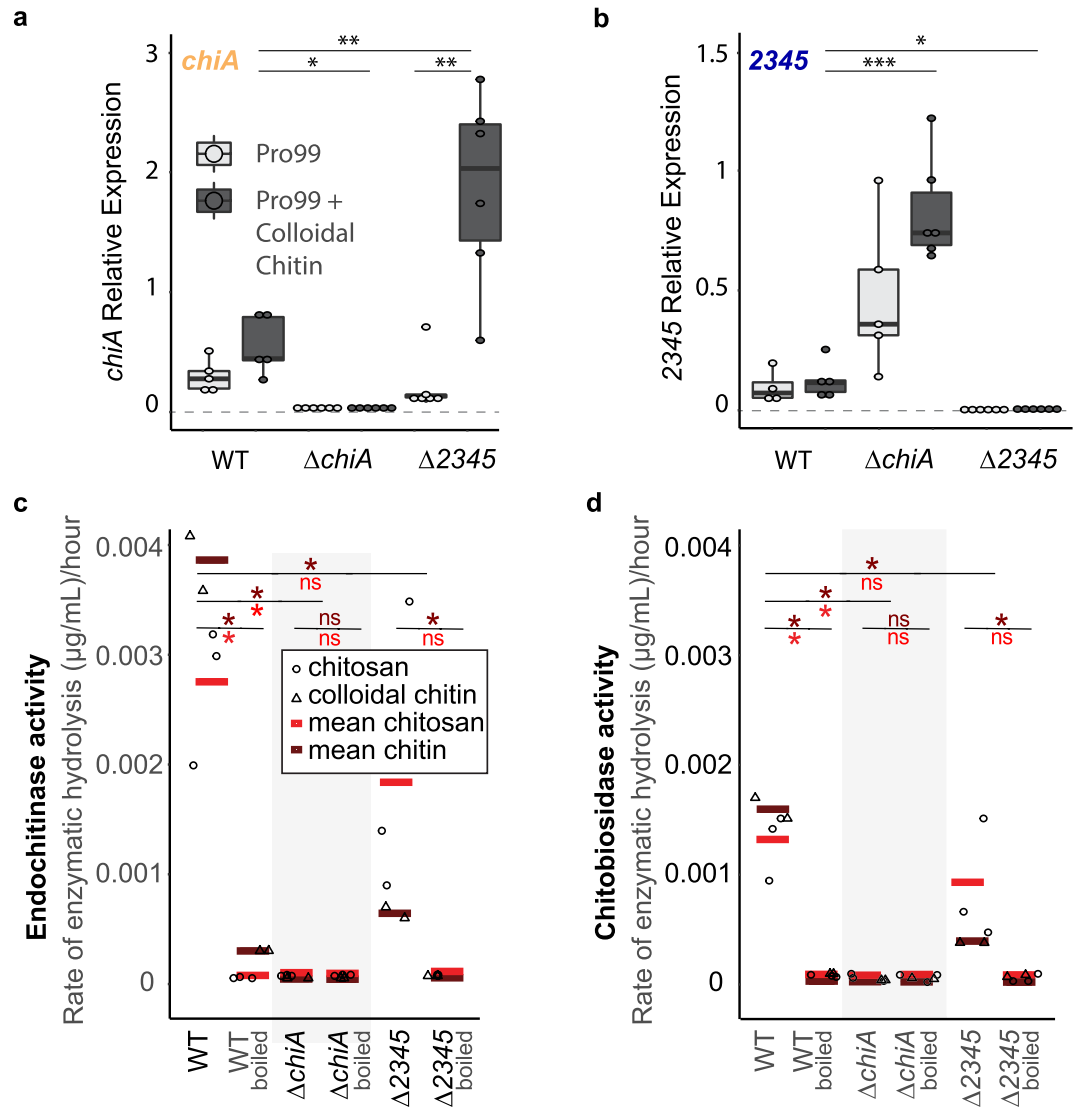 a
chiA Relative Expression
3
2
1
0
chiA
**
*
**
Pro99
Pro99 +
Colloidal
Chitin
WT
ΔchiA
Δ2345
b
2345 Relative Expression
1.5
1
0.5
0
2345
*
***
WT
ΔchiA
Δ2345
c
Endochitinase activity
Rate of enzymatic hydrolysis (µg/mL)/hour
0.004
0.003
0.002
0.001
0
*
ns
*
*
*
*
ns
ns
*
ns
chitosan
colloidal chitin
mean chitosan
mean chitin
WT
WT
boiled
ΔchiA
ΔchiA
boiled
Δ2345
Δ2345
boiled
d
Chitobiosidase activity
Rate of enzymatic hydrolysis (µg/mL)/hour
0.004
0.003
0.002
0.001
0
*
ns
*
*
*
*
ns
ns
*
ns
WT
WT
boiled
ΔchiA
ΔchiA
boiled
Δ2345
Δ2345
boiled